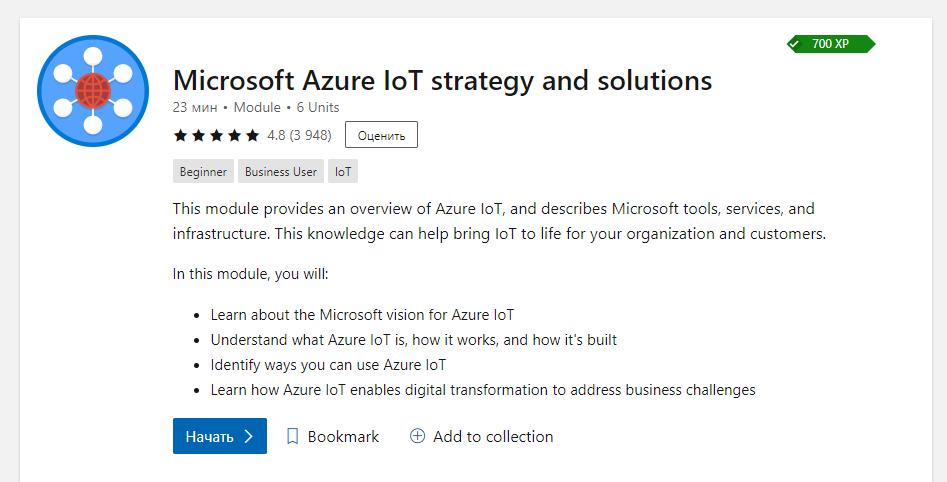 700 XP
Microsoft Azure IoT strategy and solutions
23 мин • Module • 6 Units
4.8 (3 948) Оценить
Beginner Business User IoT
This module provides an overview of Azure IoT, and describes Microsoft tools, services, and
infrastructure. This knowledge can help bring IoT to life for your organization and customers.
In this module, you will:
• Learn about the Microsoft vision for Azure IoT
• Understand what Azure IoT is, how it works, and how it's built
• Identify ways you can use Azure IoT
• Learn how Azure IoT enables digital transformation to address business challenges
Начать Bookmark Add to collection